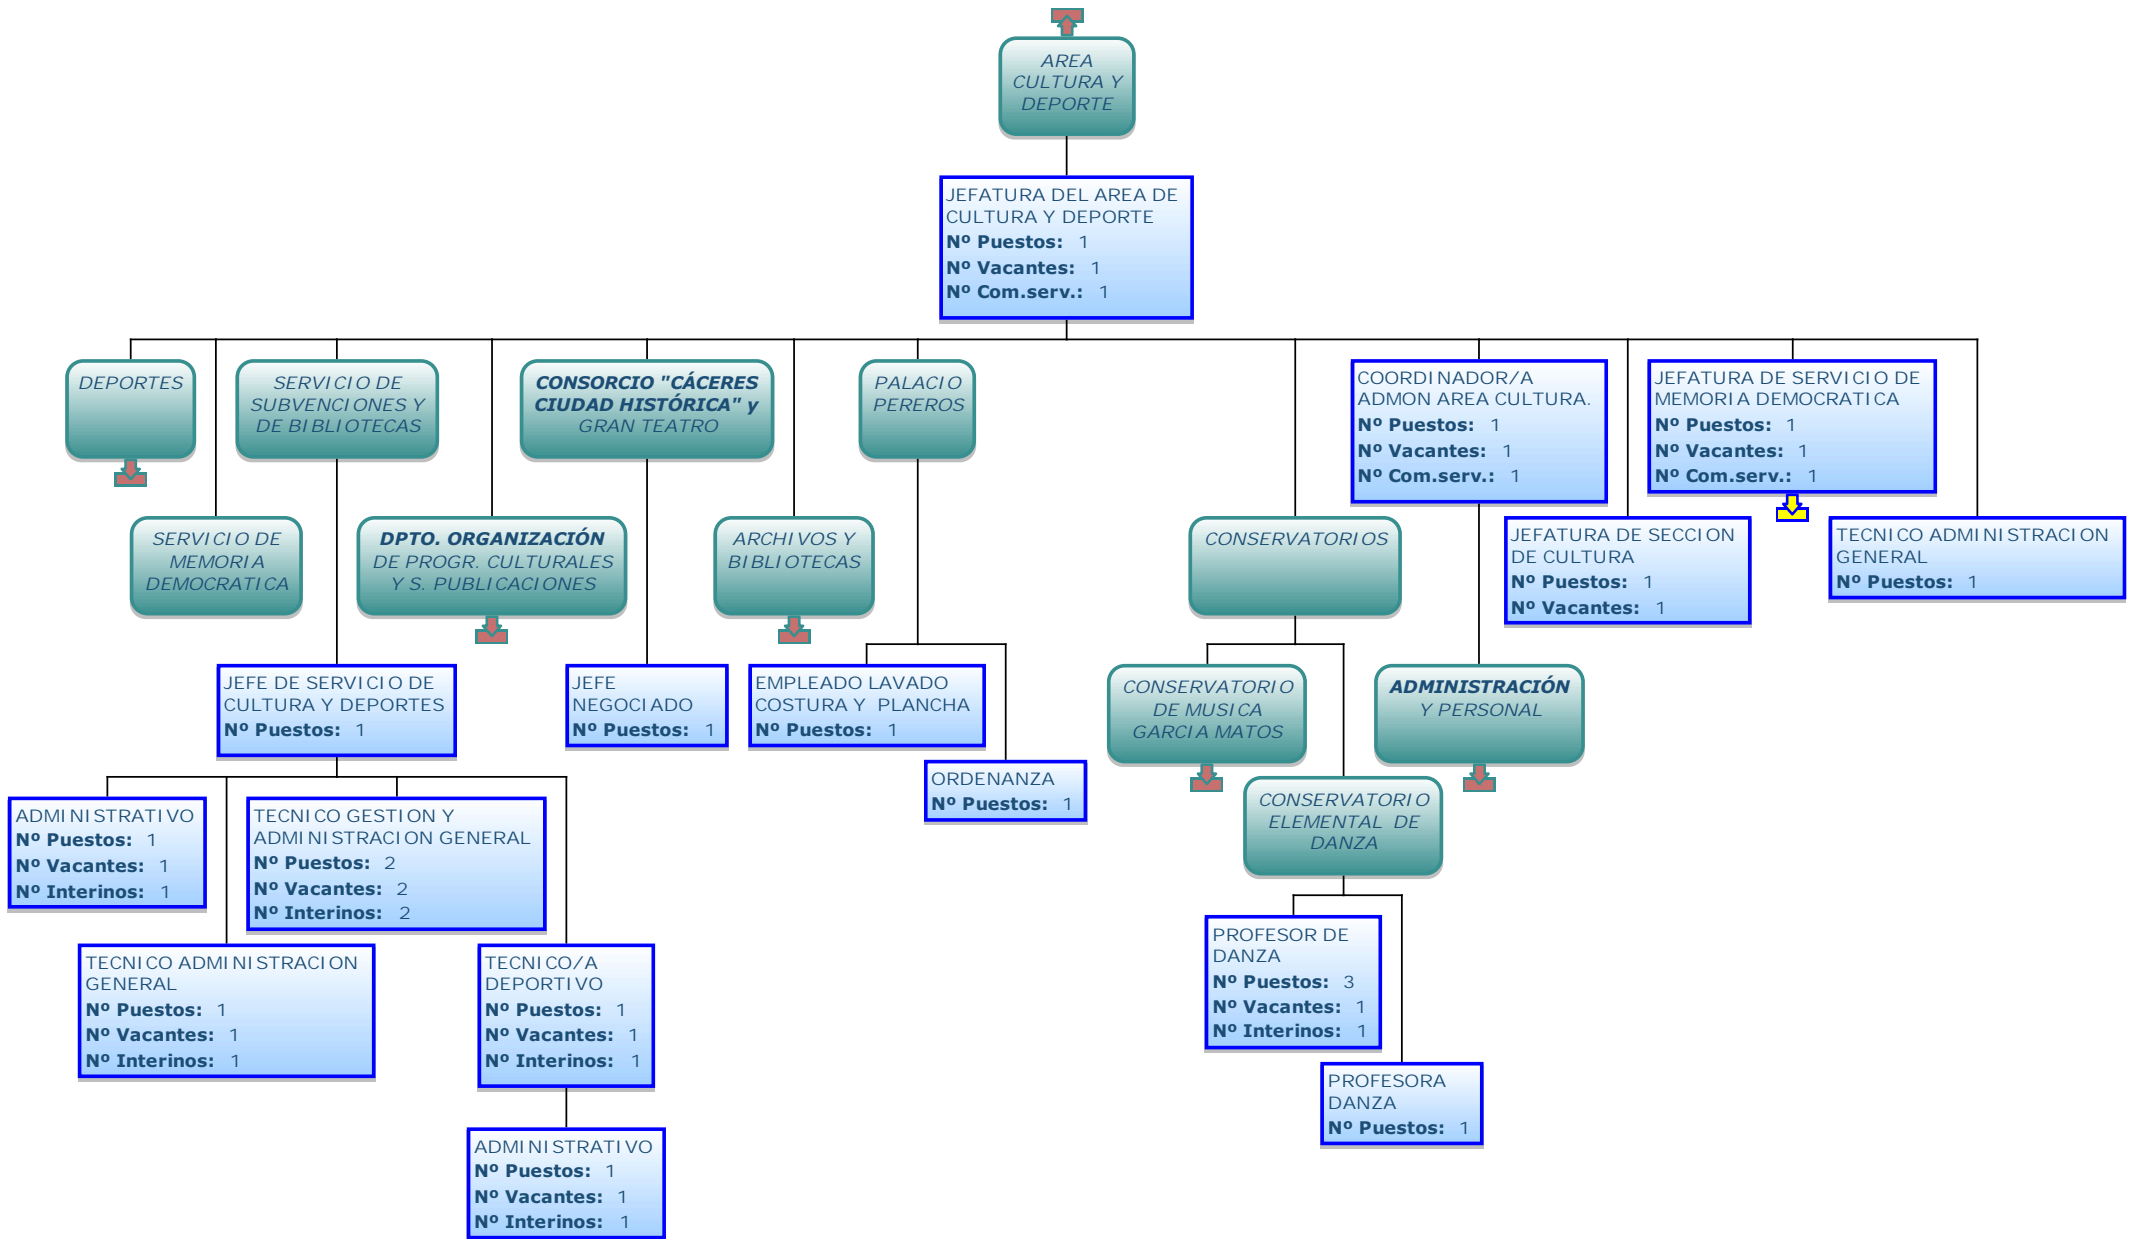 AREA
CULTURA Y
DEPORTE
JEFATURA DEL AREA DE
CULTURA Y DEPORTE
Nº Puestos: 1
Nº Vacantes: 1
Nº Com.serv.: 1
DEPORTES
SERVICIO DE
SUBVENCIONES Y
DE BIBLIOTECAS
CONSORCIO "CÁCERES
CIUDAD HISTÓRICA" y
GRAN TEATRO
PALACIO
PEREROS
COORDINADOR/A
ADMON AREA CULTURA.
Nº Puestos: 1
Nº Vacantes: 1
Nº Com.serv.: 1
JEFATURA DE SERVICIO DE
MEMORIA DEMOCRATICA
Nº Puestos: 1
Nº Vacantes: 1
Nº Com.serv.: 1
SERVICIO DE
MEMORIA
DEMOCRATICA
DPTO. ORGANIZACIÓN
DE PROGR. CULTURALES
Y S. PUBLICACIONES
ARCHIVOS Y
BIBLIOTECAS
CONSERVATORIOS
JEFATURA DE SECCION
DE CULTURA
Nº Puestos: 1
Nº Vacantes: 1
TECNICO ADMINISTRACION
GENERAL
Nº Puestos: 1
JEFE DE SERVICIO DE
CULTURA Y DEPORTES
Nº Puestos: 1
JEFE
NEGOCIADO
Nº Puestos: 1
EMPLEADO LAVADO
COSTURA Y PLANCHA
Nº Puestos: 1
CONSERVATORIO
DE MUSICA
GARCIA MATOS
ADMINISTRACIÓN
Y PERSONAL
ORDENANZA
Nº Puestos: 1
CONSERVATORIO
ELEMENTAL DE
DANZA
ADMINISTRATIVO
Nº Puestos: 1
Nº Vacantes: 1
Nº Interinos: 1
TECNICO GESTION Y
ADMINISTRACION GENERAL
Nº Puestos: 2
Nº Vacantes: 2
Nº Interinos: 2
TECNICO ADMINISTRACION
GENERAL
Nº Puestos: 1
Nº Vacantes: 1
Nº Interinos: 1
TECNICO/A
DEPORTIVO
Nº Puestos: 1
Nº Vacantes: 1
Nº Interinos: 1
PROFESOR DE
DANZA
Nº Puestos: 3
Nº Vacantes: 1
Nº Interinos: 1
PROFESORA
DANZA
Nº Puestos: 1
ADMINISTRATIVO
Nº Puestos: 1
Nº Vacantes: 1
Nº Interinos: 1